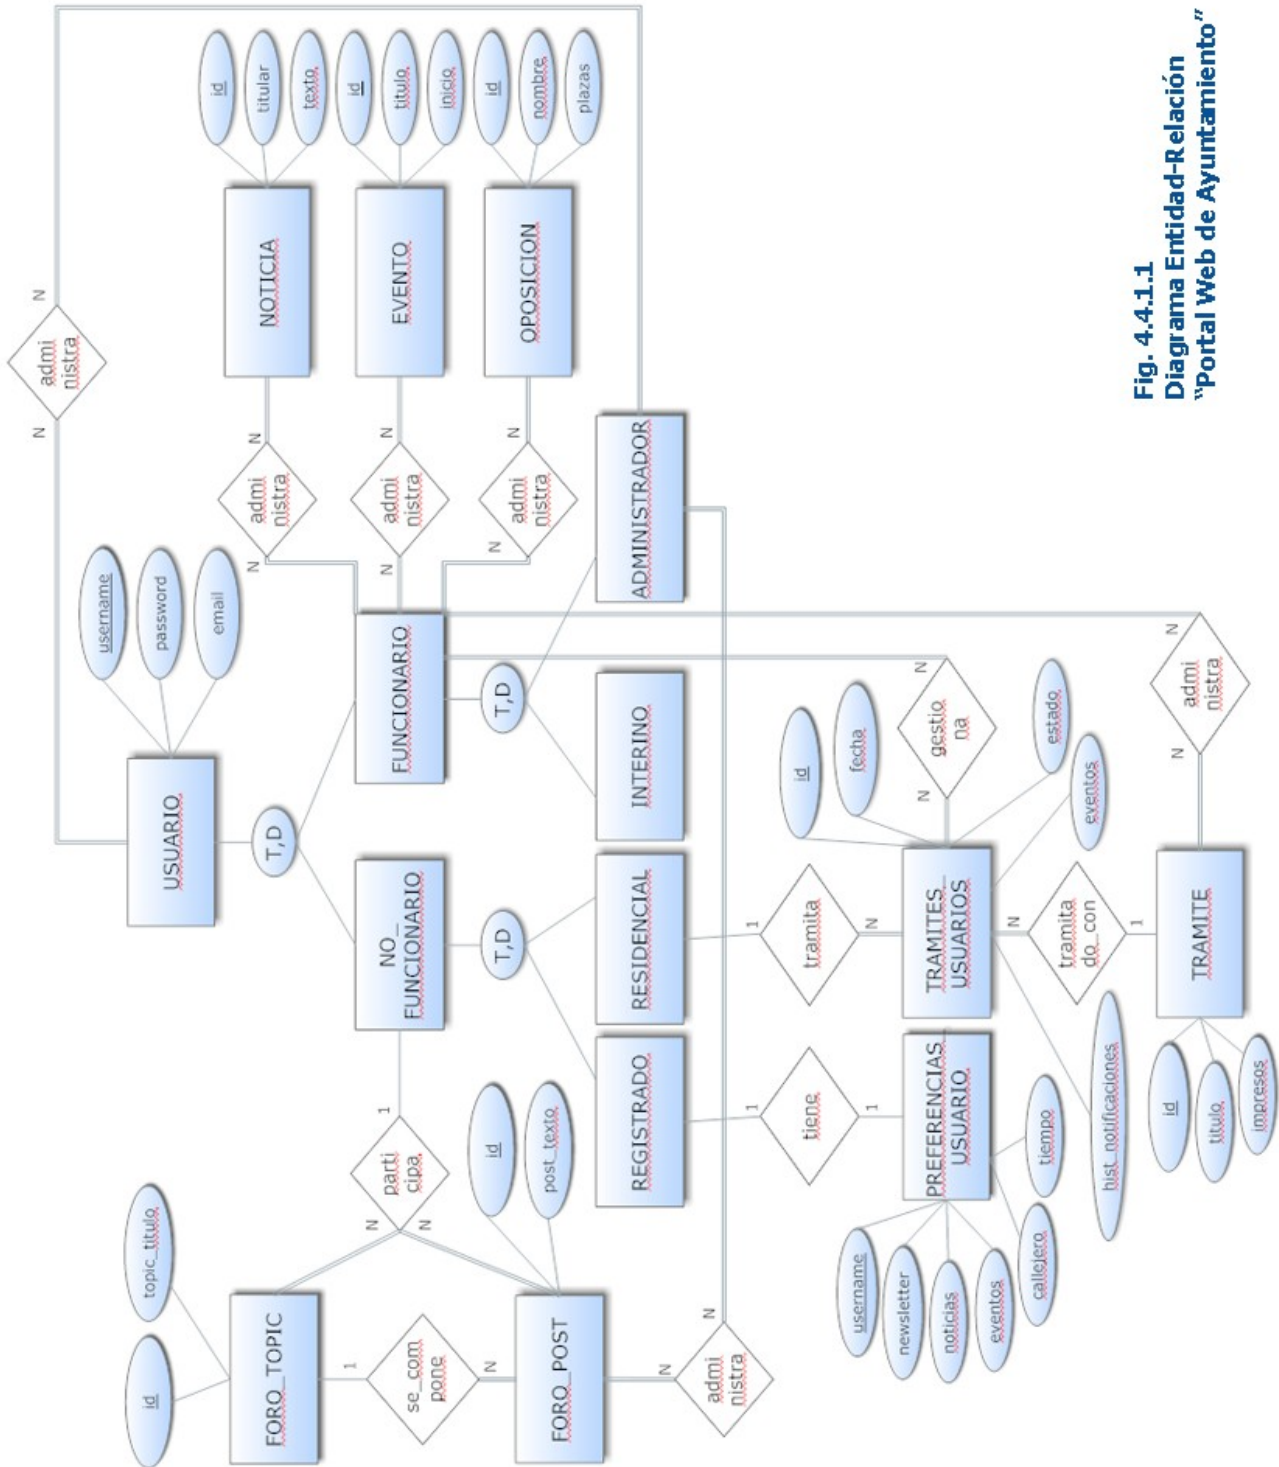 N
admi
nistra
N
id
topic_titulo
username
password
email
USUARIO
FORO_TOPIC
T,D
1
se_com
pone
N
N
N
parti
cipa
1
NO_
FUNCIONARIO
FUNCIONARIO
N
admi
nistra
N
NOTICIA
id
titular
texto
N
admi
nistra
N
EVENTO
id
titulo
inicio
N
admi
nistra
N
OPOSICION
id
nombre
plazas
id
post_texto
FORO_POST
T,D
T,D
REGISTRADO
RESIDENCIAL
INTERINO
ADMINISTRADOR
N
admi
nistra
N
1
tiene
1
1
tramita
N
id
fecha
N
gestio
na
N
username
newsletter
noticias
eventos
callejero
tiempo
PREFERENCIAS_
USUARIO
TRAMITES_
USUARIOS
estado
eventos
hist_notificaciones
N
tramita
do_con
1
id
titulo
impresos
TRAMITE
N
admi
nistra
N
Fig. 4.4.1.1
Diagrama Entidad-Relación
“Portal Web de Ayuntamiento”